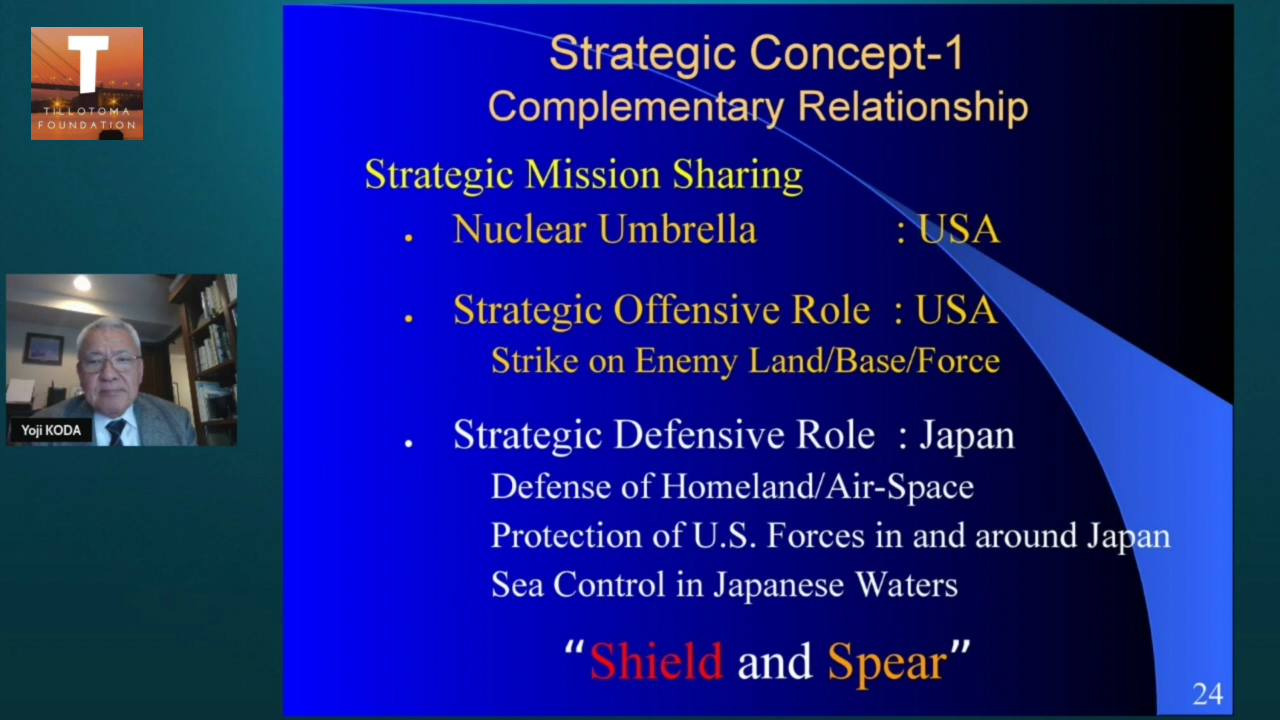 T
TILLOTOMA
FOUNDATION
Strategic Concept-1
Complementary Relationship
Strategic Mission Sharing
. Nuclear Umbrella : USA
. Strategic Offensive Role : USA
Strike on Enemy Land/Base/Force
. Strategic Defensive Role : Japan
Defense of Homeland/Air-Space
Protection of U.S. Forces in and around Japan
Sea Control in Japanese Waters
“Shield and Spear”
24
Yoji KODA